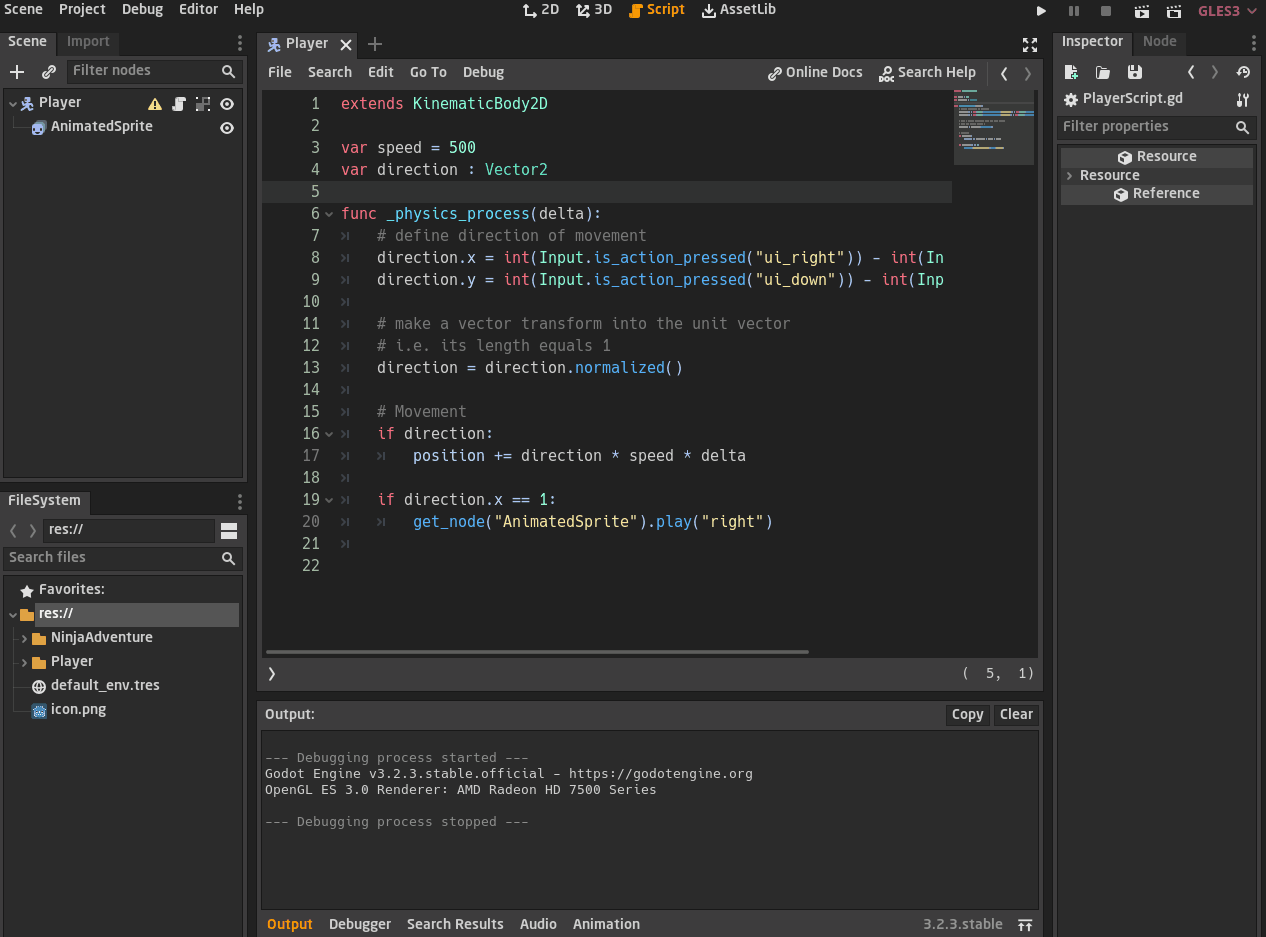 Scene Project Debug Editor Help
2D 3D Script AssetLib
GLES3
Scene Import
Filter nodes
Player
AnimatedSprite
FileSystem
res://
Search files
Favorites:
res://
NinjaAdventure
Player
default_env.tres
icon.png
Player
File Search Edit Go To Debug
Online Docs
DOC Search Help
1 extends KinematicBody2D
2
3 var speed = 500
4 var direction : Vector2
5
6 func _physics_process(delta):
7 # define direction of movement
8 direction.x = int(Input.is_action_pressed("ui_right")) - int(In
9 direction.y = int(Input.is_action_pressed("ui_down")) - int(Inp
10
11 # make a vector transform into the unit vector
12 # i.e. its length equals 1
13 direction = direction.normalized()
14
15 # Movement
16 if direction:
17 position += direction * speed * delta
18
19 if direction.x == 1:
20 get_node("AnimatedSprite").play("right")
21
22
( 5, 1)
Output:
Copy Clear
--- Debugging process started ---
Godot Engine v3.2.3.stable.official - https://godotengine.org
OpenGL ES 3.0 Renderer: AMD Radeon HD 7500 Series
--- Debugging process stopped ---
Output Debugger Search Results Audio Animation
3.2.3.stable
Inspector Node
PlayerScript.gd
Filter properties
Resource
Resource
Reference